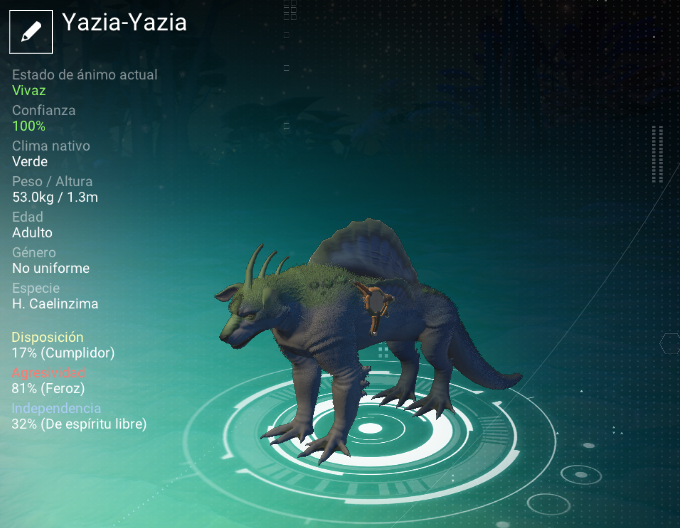 Yazia-Yazia
Estado de ánimo actual
Vivaz
Confianza
100%
Clima nativo
Verde
Peso / Altura
53.0kg / 1.3m
Edad
Adulto
Género
No uniforme
Especie
H. Caelinzima
Disposición
17% (Cumplidor)
Agresividad
81% (Feroz)
Independencia
32% (De espíritu libre)